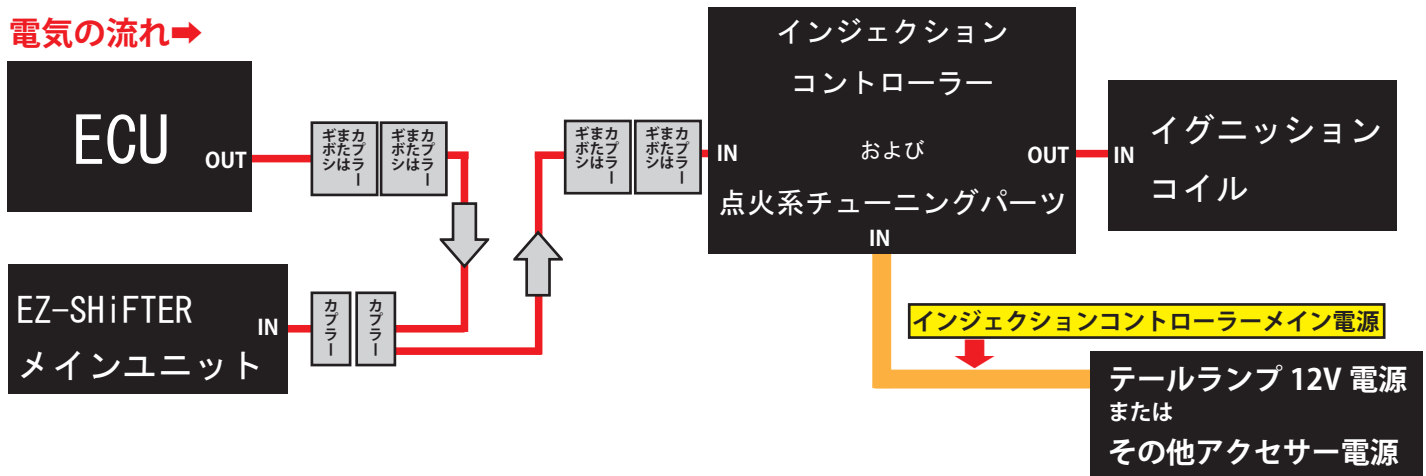 電気の流れ➡
ECU
OUT
カプラー
または
ギボシ
カプラー
または
ギボシ
カプラー
または
ギボシ
カプラー
または
ギボシ
インジェクション
コントローラー
および
点火系チューニングパーツ
IN
OUT
IN
IN
イグニッション
コイル
EZ-SHiFTER
メインユニット
IN
カプラー
カプラー
インジェクションコントローラーメイン電源
テールランプ 12V 電源
または
その他アクセサー電源